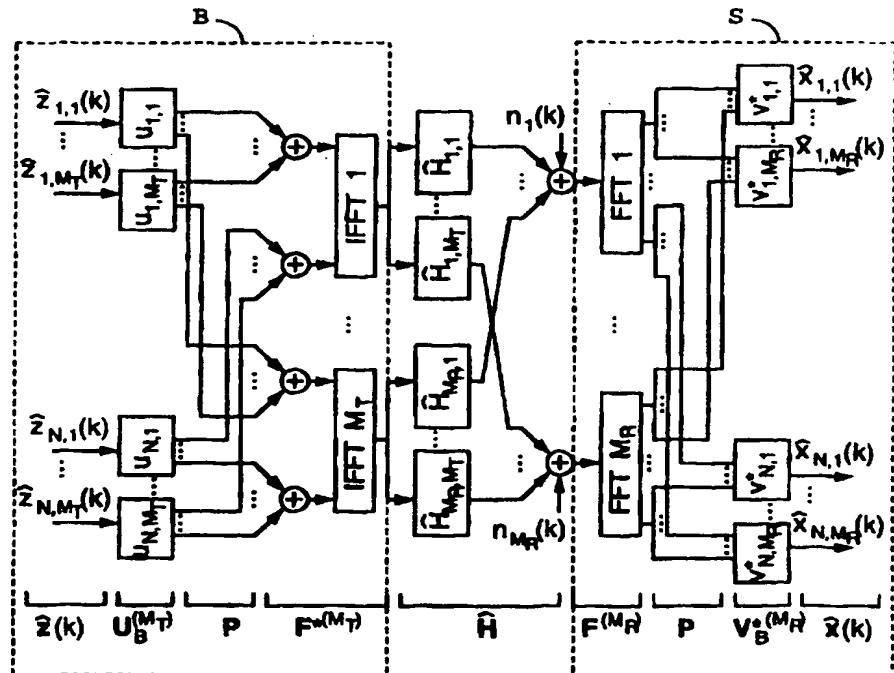 B
S
ẑ1,1(k)
ẑ1,MT(k)
ẑN,1(k)
ẑN,MT(k)
u1,1
u1,MT
uN,1
uN,MT
IFFT 1
IFFT MT
Ĥ1,1
Ĥ1,MT
ĤMR,1
ĤMR,MT
n1(k)
nMR(k)
FFT 1
FFT MR
v*1,1
v*1,MR
v*N,1
v*N,MR
x̂1,1(k)
x̂1,MR(k)
x̂N,1(k)
x̂N,MR(k)
ẑ(k) UB(MT) P F*(MT) Ĥ F(MR) P VB*(MR) x̂(k)